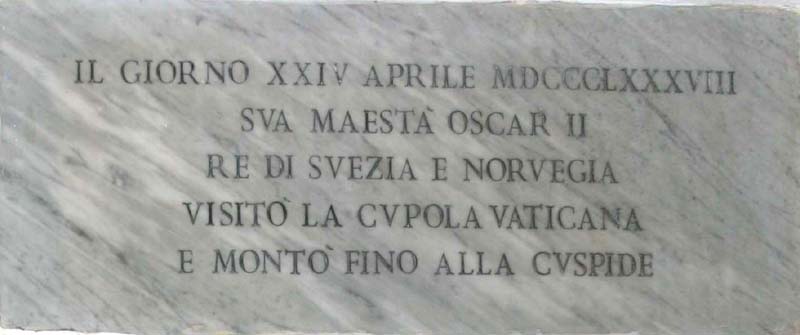 IL GIORNO XXIV APRILE MDCCCLXXXVIII
SVA MAESTÀ OSCAR II
RE DI SVEZIA E NORVEGIA
VISITÒ LA CVPOLA VATICANA
E MONTÒ FINO ALLA CVSPIDE